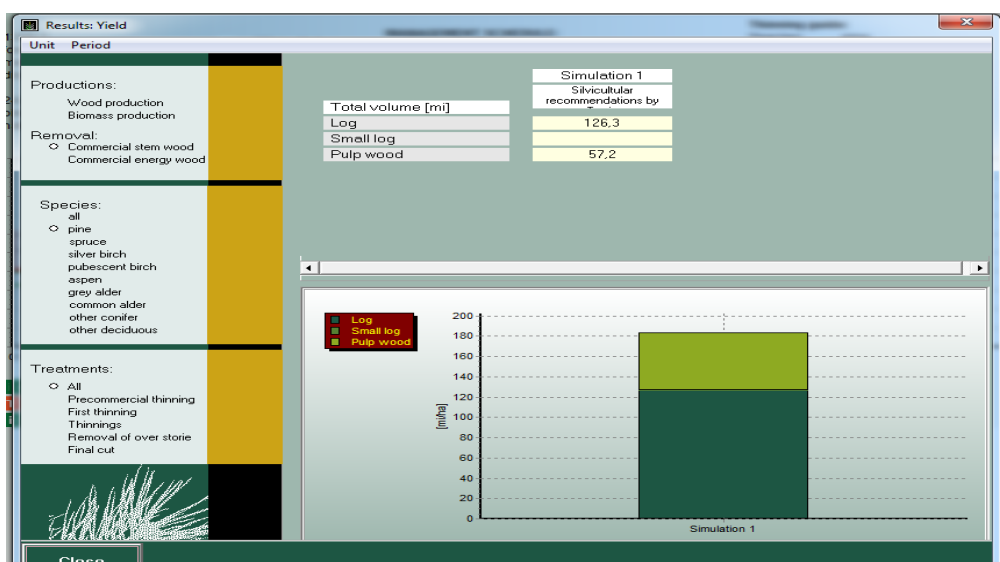 Results: Yield
Unit Period
Productions:
Wood production
Biomass production
Removal:
Commercial stem wood
Commercial energy wood
Species:
all
pine
spruce
silver birch
pubescent birch
aspen
grey alder
common alder
other conifer
other deciduous
Treatments:
All
Precommercial thinning
First thinning
Thinnings
Removal of over storie
Final cut
Close
Simulation 1
Silvicultular
recommendations by
Total volume [mi]
Log 126,3
Small log
Pulp wood 57,2
Log
Small log
Pulp wood
[mi/ha]
200
180
160
140
120
100
80
60
40
20
0
Simulation 1